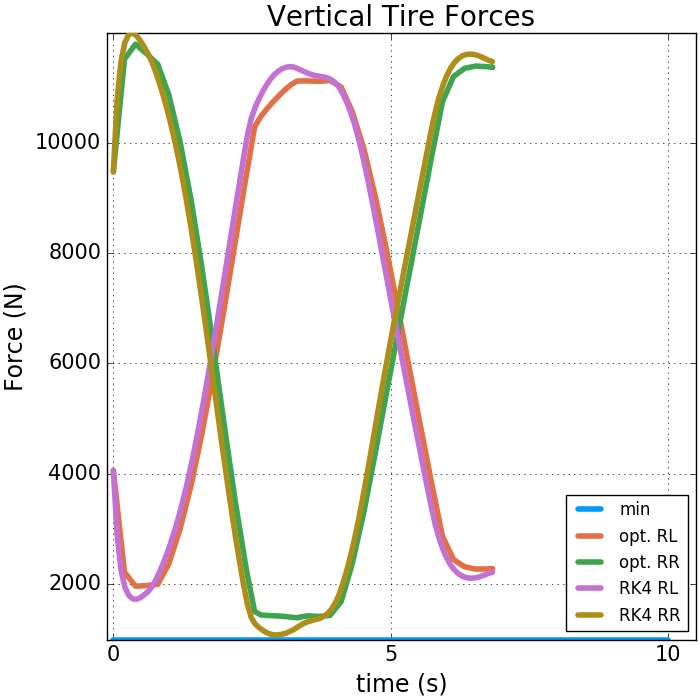 Vertical Tire Forces
Force (N)
10000
8000
6000
4000
2000
0
5
10
time (s)
min
opt. RL
opt. RR
RK4 RL
RK4 RR